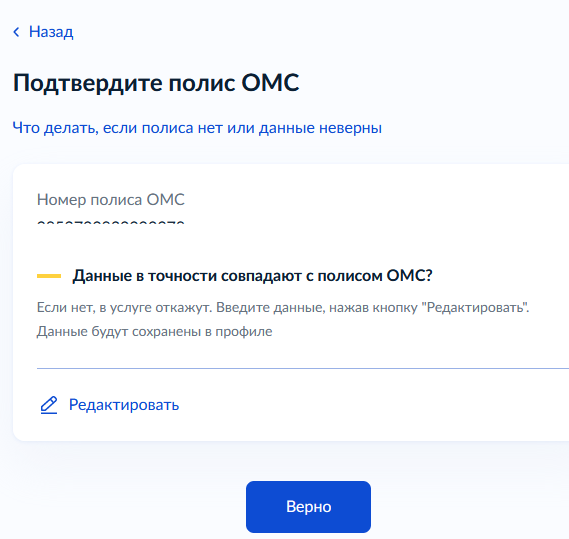 Назад
Подтвердите полис ОМС
Что делать, если полиса нет или данные неверны
Номер полиса ОМС
Данные в точности совпадают с полисом ОМС?
Если нет, в услуге откажут. Введите данные, нажав кнопку "Редактировать".
Данные будут сохранены в профиле
Редактировать
Верно